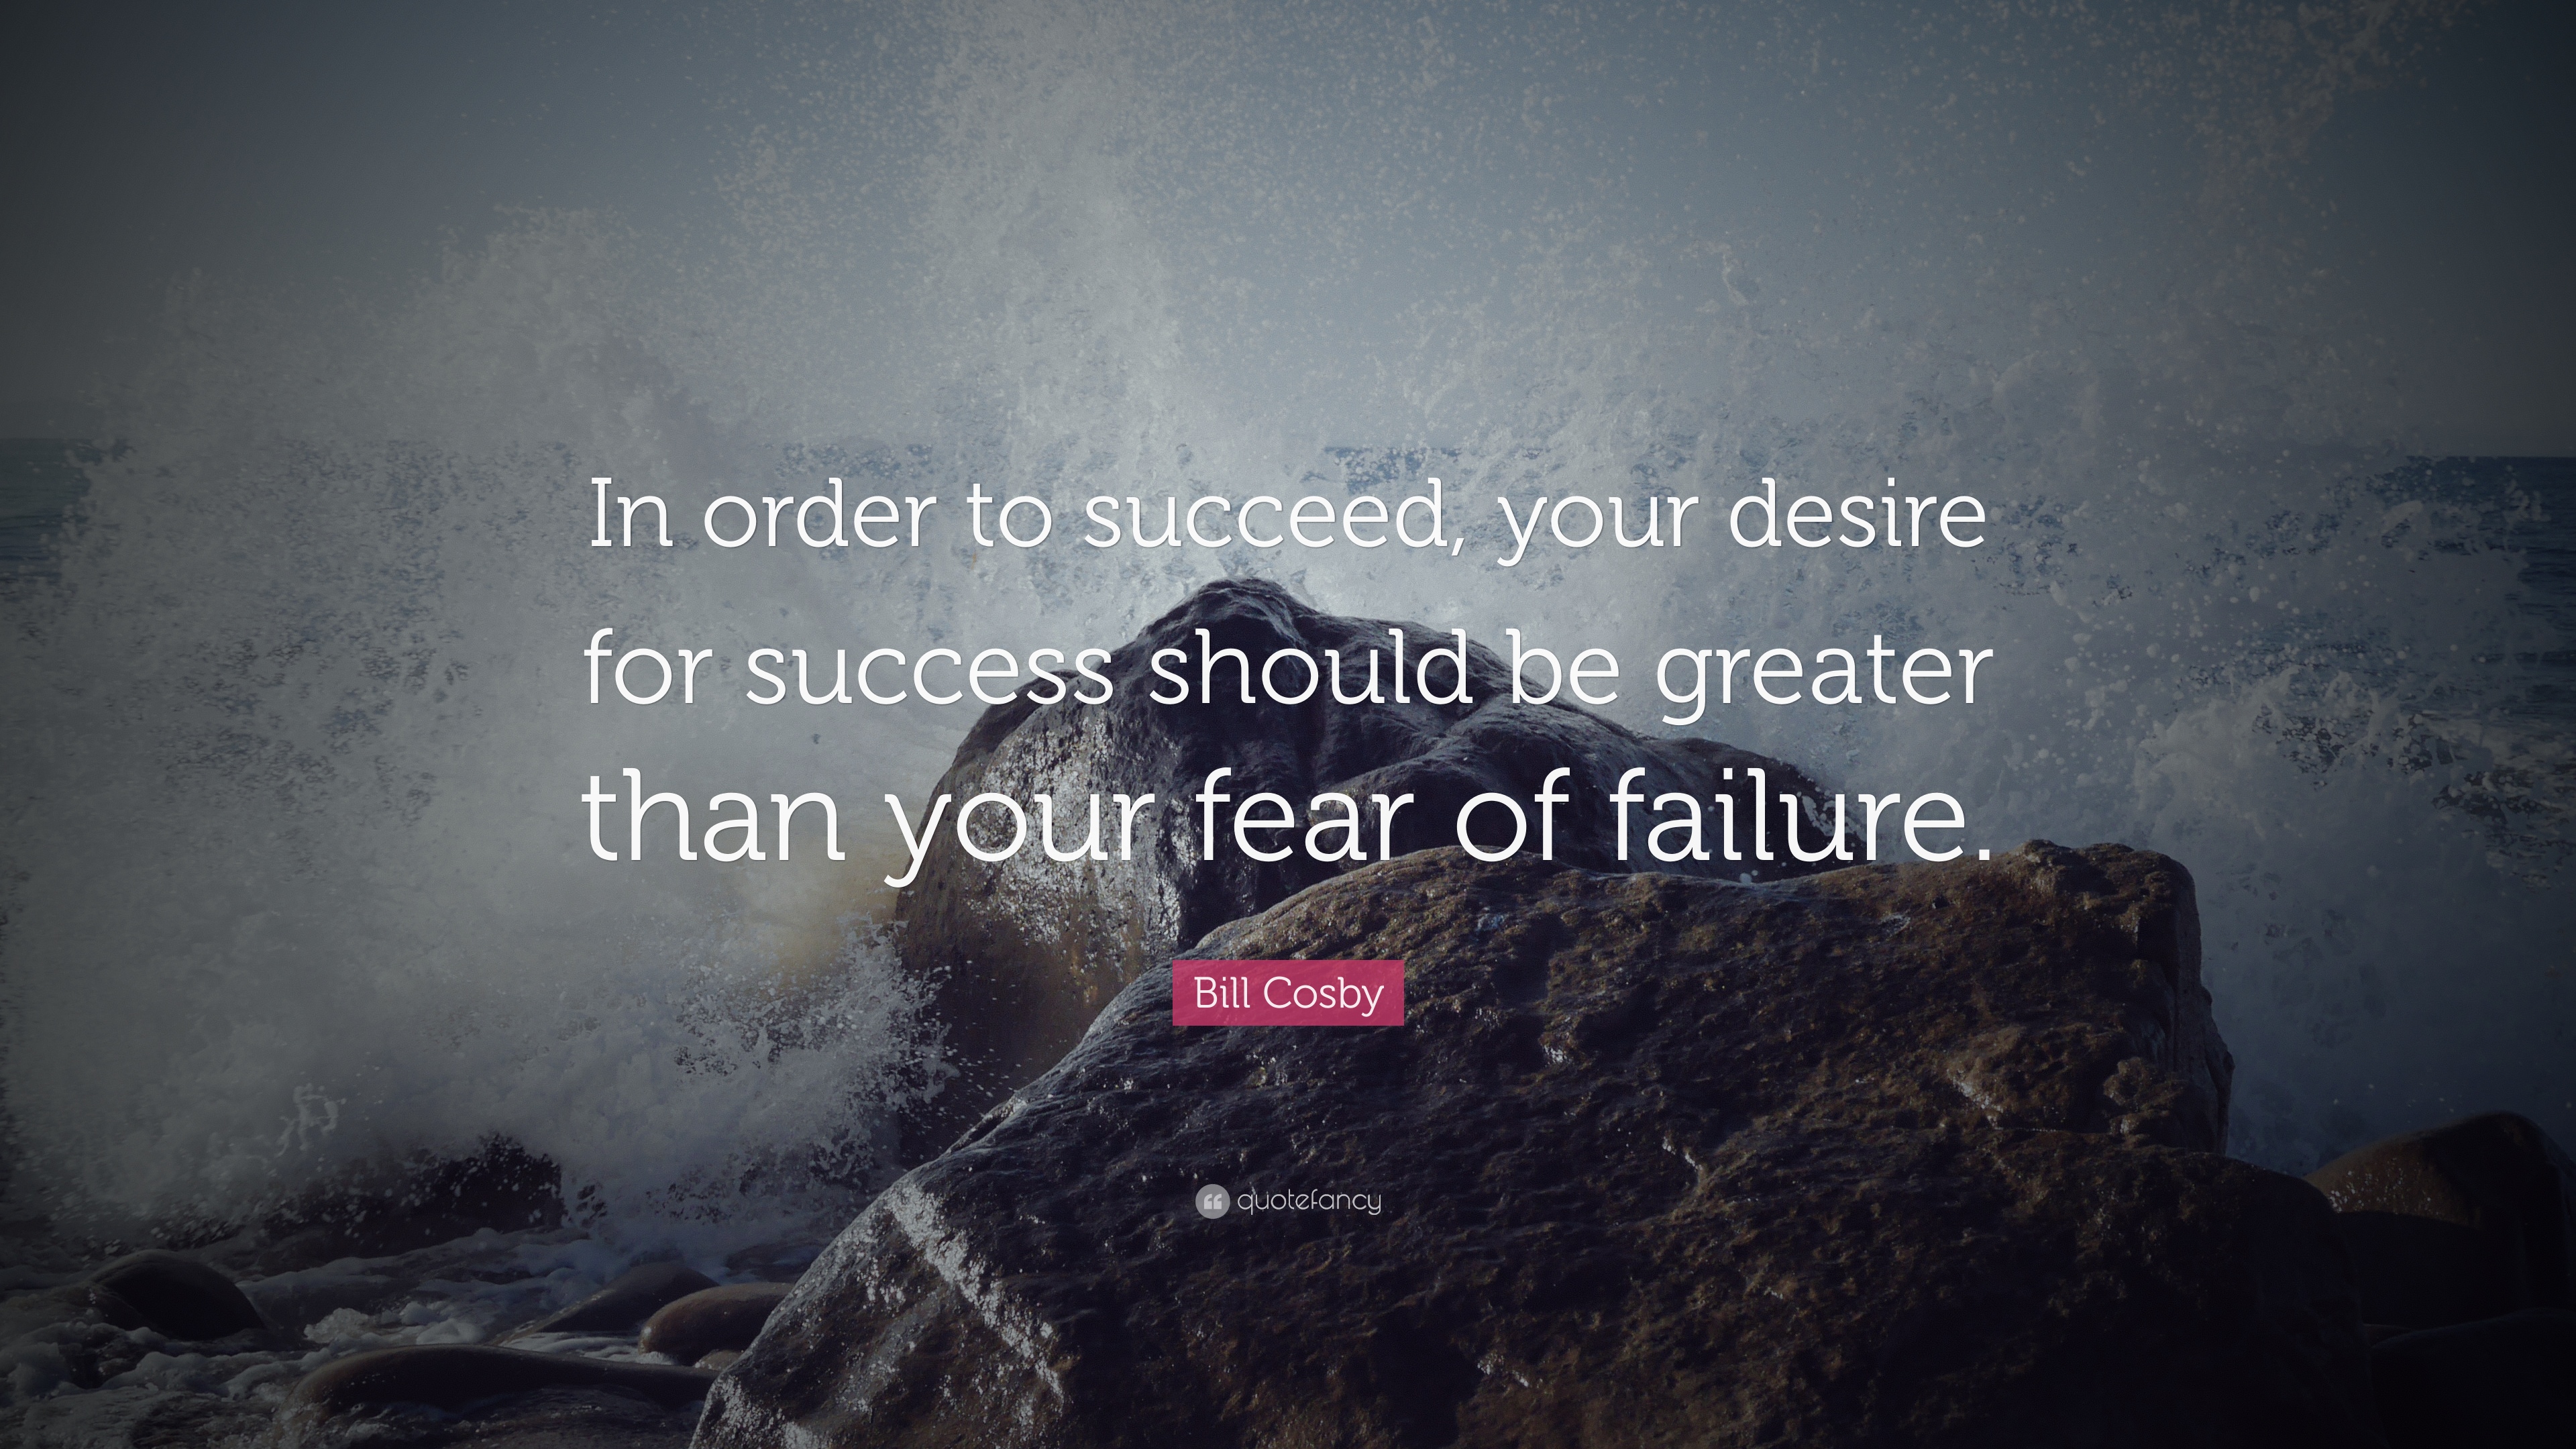 In order to succeed, your desire
for success should be greater
than your fear of failure.
Bill Cosby
quotefancy